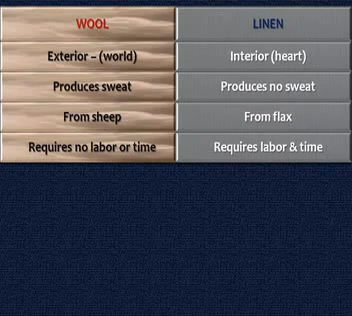 WOOL LINEN
Exterior – (world) Interior (heart)
Produces sweat Produces no sweat
From sheep From flax
Requires no labor or time Requires labor & time